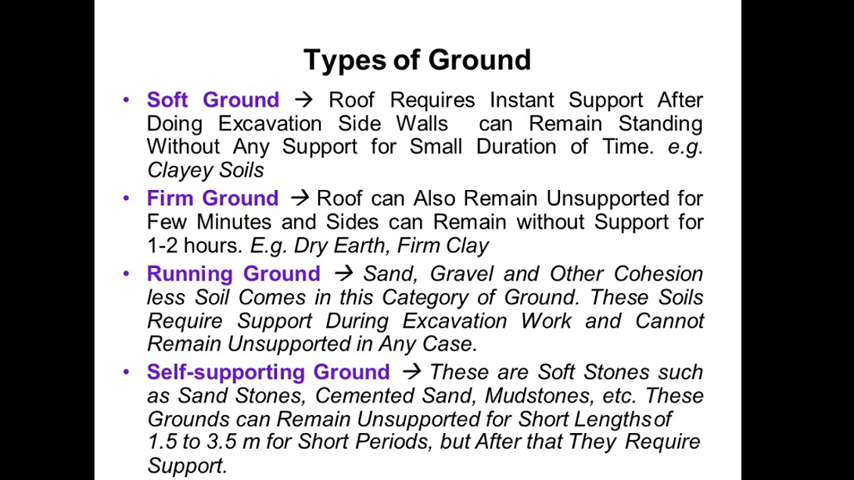 Types of Ground
• Soft Ground → Roof Requires Instant Support After
Doing Excavation Side Walls can Remain Standing
Without Any Support for Small Duration of Time. e.g.
Clayey Soils
• Firm Ground → Roof can Also Remain Unsupported for
Few Minutes and Sides can Remain without Support for
1-2 hours. E.g. Dry Earth, Firm Clay
• Running Ground → Sand, Gravel and Other Cohesion
less Soil Comes in this Category of Ground. These Soils
Require Support During Excavation Work and Cannot
Remain Unsupported in Any Case.
• Self-supporting Ground → These are Soft Stones such
as Sand Stones, Cemented Sand, Mudstones, etc. These
Grounds can Remain Unsupported for Short Lengths of
1.5 to 3.5 m for Short Periods, but After that They Require
Support.